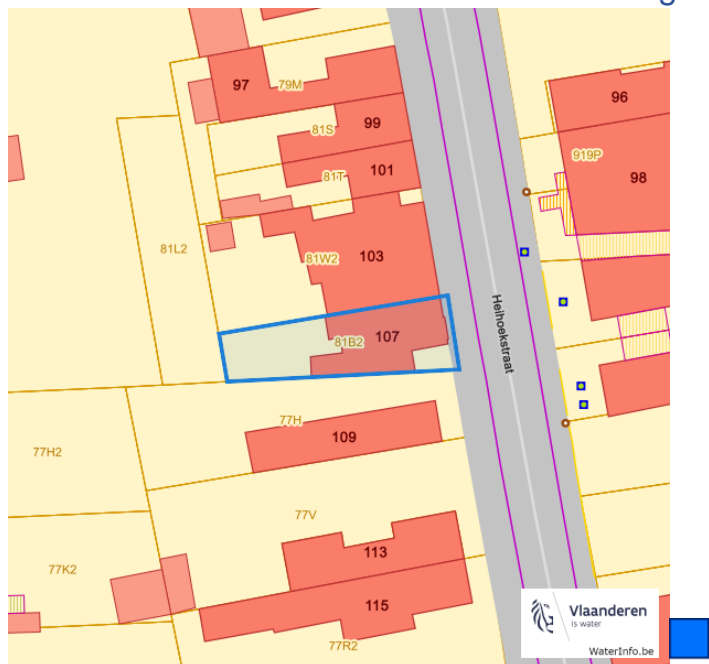 g
97
79M
96
99
81S
919P
101
81T
98
81L2
103
81W2
Heihoekstraat
107
81B2
77H
109
77H2
77V
113
77K2
115
Vlaanderen
is water
77R2
WaterInfo.be